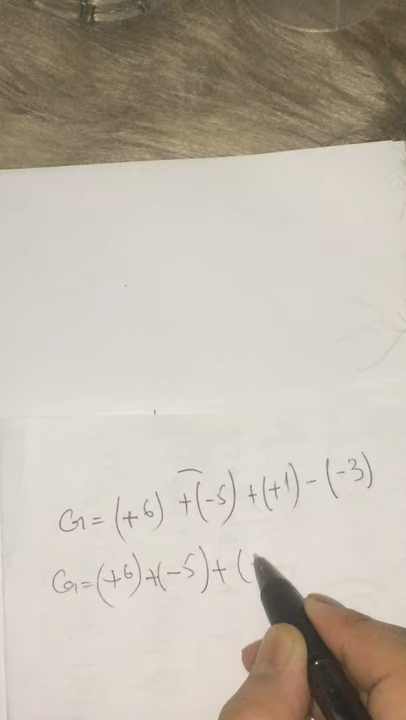 G = (+6) + (-5) + (+1) - (-3)
G = (+6) + (-5) + (